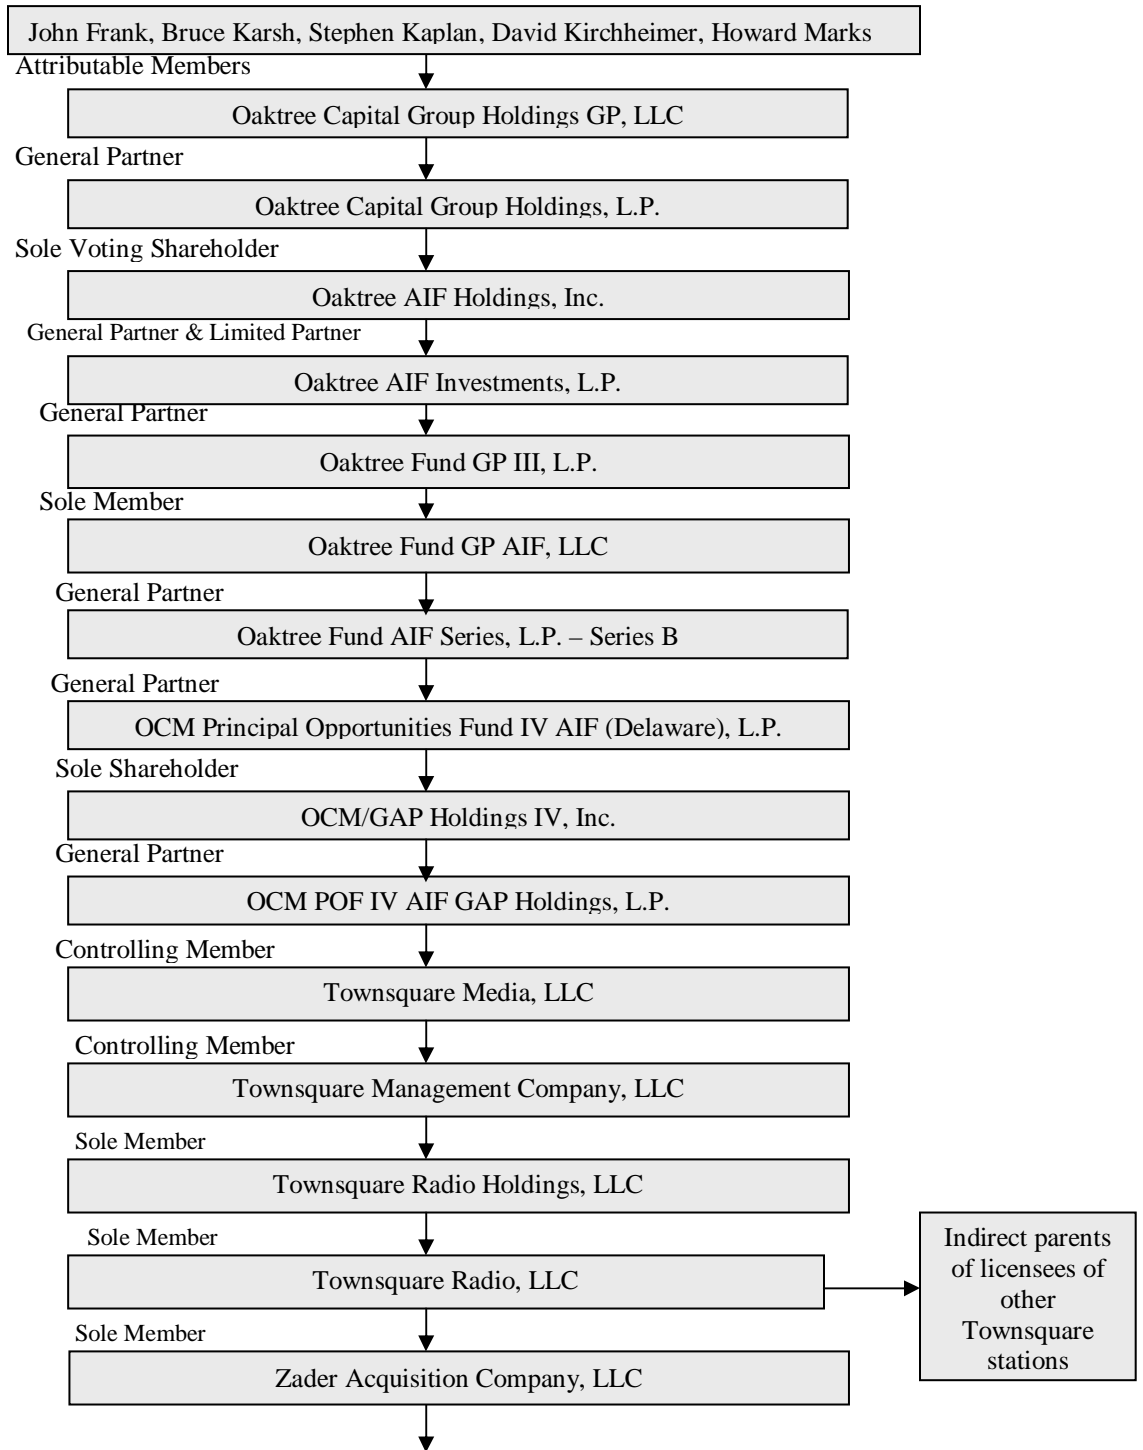 John Frank, Bruce Karsh, Stephen Kaplan, David Kirchheimer, Howard Marks
Attributable Members
Oaktree Capital Group Holdings GP, LLC
General Partner
Oaktree Capital Group Holdings, L.P.
Sole Voting Shareholder
Oaktree AIF Holdings, Inc.
General Partner & Limited Partner
Oaktree AIF Investments, L.P.
General Partner
Oaktree Fund GP III, L.P.
Sole Member
Oaktree Fund GP AIF, LLC
General Partner
Oaktree Fund AIF Series, L.P. – Series B
General Partner
OCM Principal Opportunities Fund IV AIF (Delaware), L.P.
Sole Shareholder
OCM/GAP Holdings IV, Inc.
General Partner
OCM POF IV AIF GAP Holdings, L.P.
Controlling Member
Townsquare Media, LLC
Controlling Member
Townsquare Management Company, LLC
Sole Member
Townsquare Radio Holdings, LLC
Sole Member
Townsquare Radio, LLC
Indirect parents
of licensees of
other
Townsquare
stations
Sole Member
Zader Acquisition Company, LLC